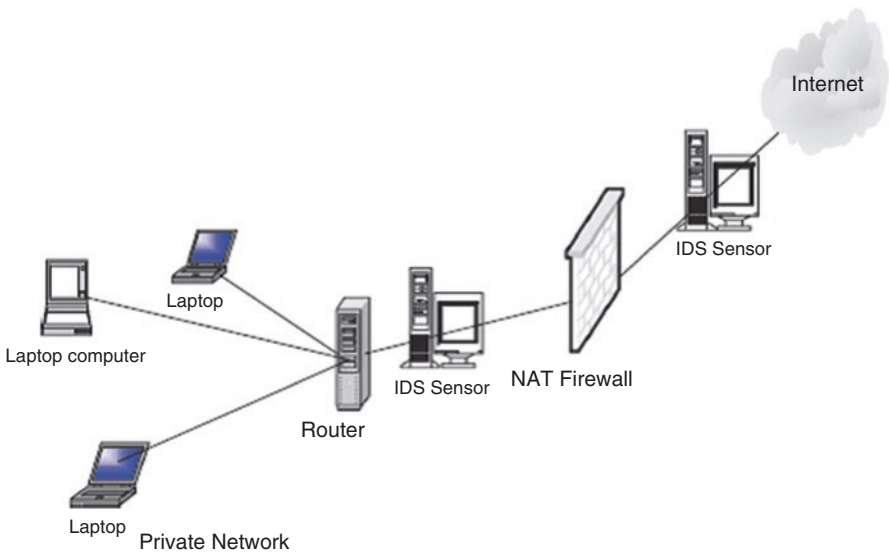 Internet
IDS Sensor
Laptop
Laptop computer
IDS Sensor
NAT Firewall
Router
Laptop
Private Network